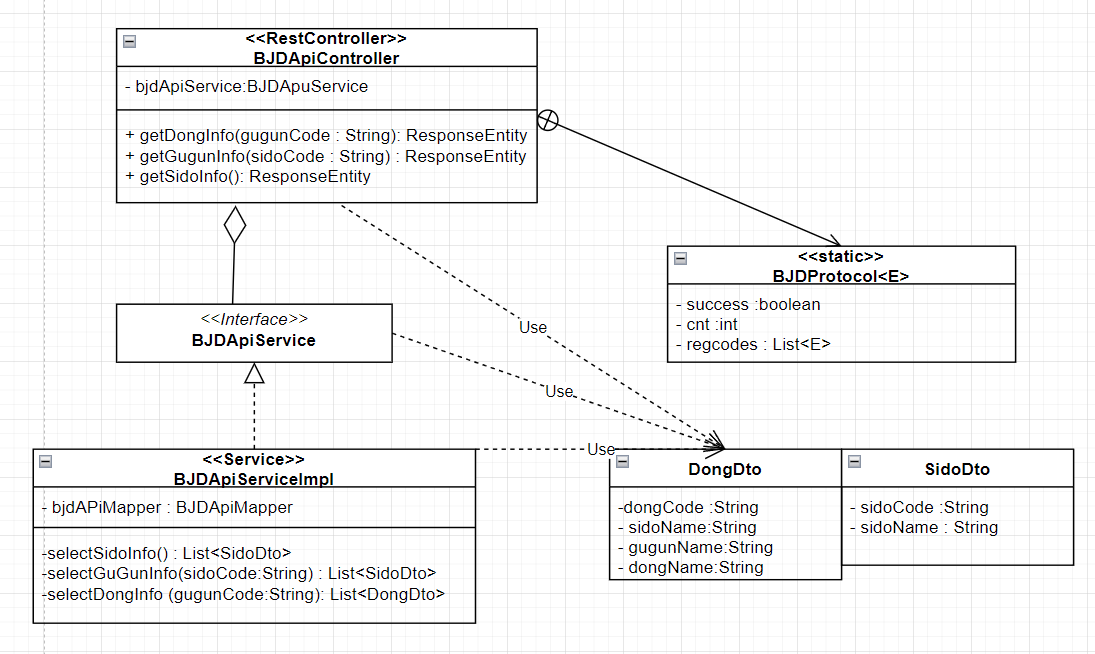 <<RestController>>
BJDApiController
- bjdApiService:BJDApuService
+ getDongInfo(gugunCode : String): ResponseEntity
+ getGugunInfo(sidoCode : String) : ResponseEntity
+ getSidoInfo(): ResponseEntity
<<static>>
BJDProtocol<E>
- success :boolean
- cnt :int
- regcodes : List<E>
<<Interface>>
BJDApiService
Use
Use
Use
<<Service>>
BJDApiServiceImpl
- bjdAPiMapper : BJDApiMapper
-selectSidoInfo() : List<SidoDto>
-selectGuGunInfo(sidoCode:String) : List<SidoDto>
-selectDongInfo (gugunCode:String): List<DongDto>
DongDto
-dongCode :String
- sidoName:String
- gugunName:String
- dongName:String
SidoDto
- sidoCode :String
- sidoName : String